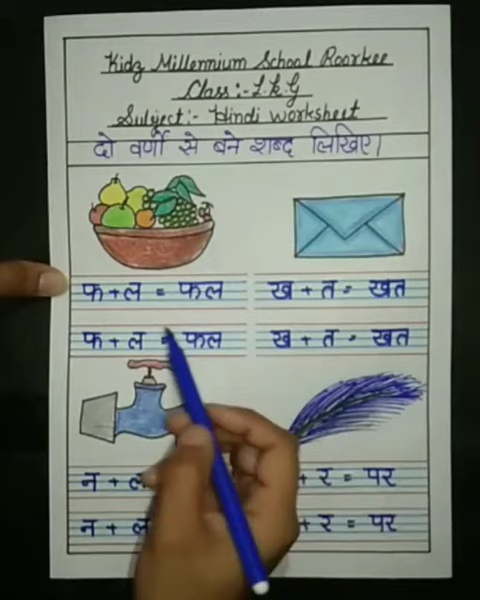 Kidz Millennium School Roorkee
Class:- L.k.G
Subject:- Hindi worksheet
दो वर्णो से बने शब्द लिखिए।
फ + ल = फल ख + त = खत
फ + ल = फल ख + त = खत
न + ल + र = पर
न + ल + र = पर